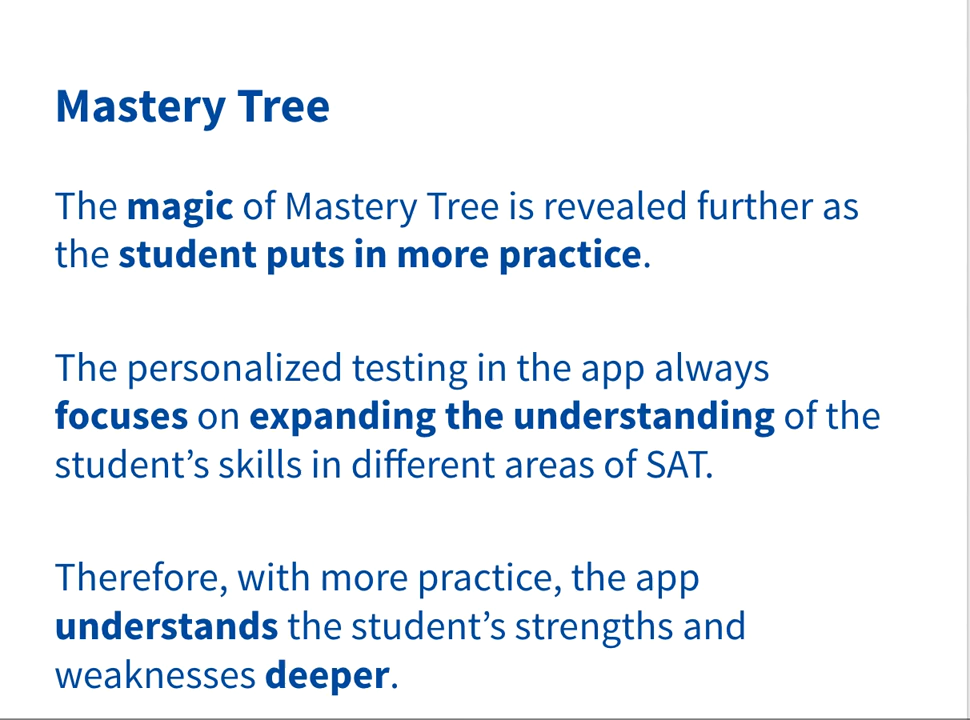 Mastery Tree
The magic of Mastery Tree is revealed further as
the student puts in more practice.
The personalized testing in the app always
focuses on expanding the understanding of the
student’s skills in different areas of SAT.
Therefore, with more practice, the app
understands the student’s strengths and
weaknesses deeper.